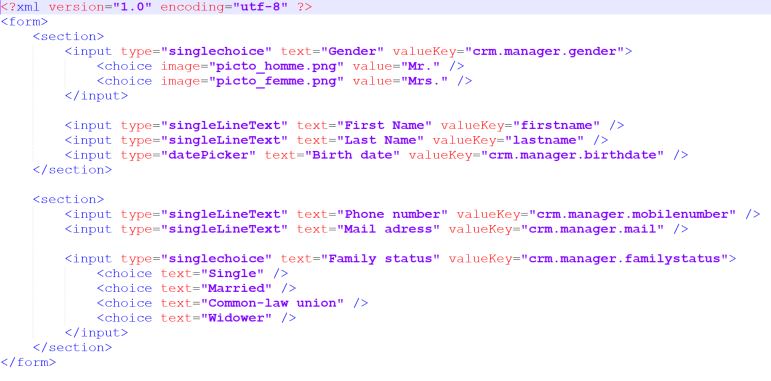 <?xml version="1.0" encoding="utf-8" ?>
<form>
    <section>
        <input type="singlechoice" text="Gender" valueKey="crm.manager.gender">
            <choice image="picto_homme.png" value="Mr." />
            <choice image="picto_femme.png" value="Mrs." />
        </input>

        <input type="singleLineText" text="First Name" valueKey="firstname" />
        <input type="singleLineText" text="Last Name" valueKey="lastname" />
        <input type="datePicker" text="Birth date" valueKey="crm.manager.birthdate" />
    </section>

    <section>
        <input type="singleLineText" text="Phone number" valueKey="crm.manager.mobilenumber" />
        <input type="singleLineText" text="Mail adress" valueKey="crm.manager.mail" />

        <input type="singlechoice" text="Family status" valueKey="crm.manager.familystatus">
            <choice text="Single" />
            <choice text="Married" />
            <choice text="Common-law union" />
            <choice text="Widower" />
        </input>
    </section>
</form>